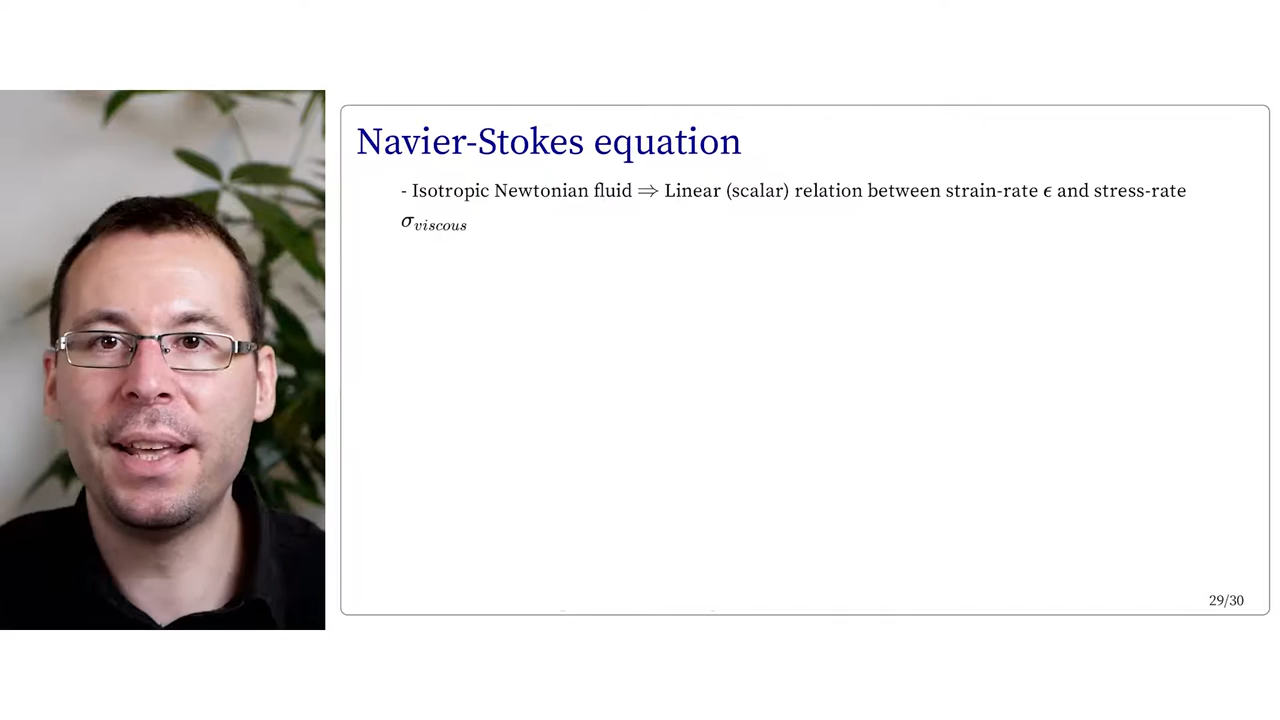 Navier-Stokes equation
- Isotropic Newtonian fluid ⇒ Linear (scalar) relation between strain-rate ϵ and stress-rate
σ_viscous
29/30